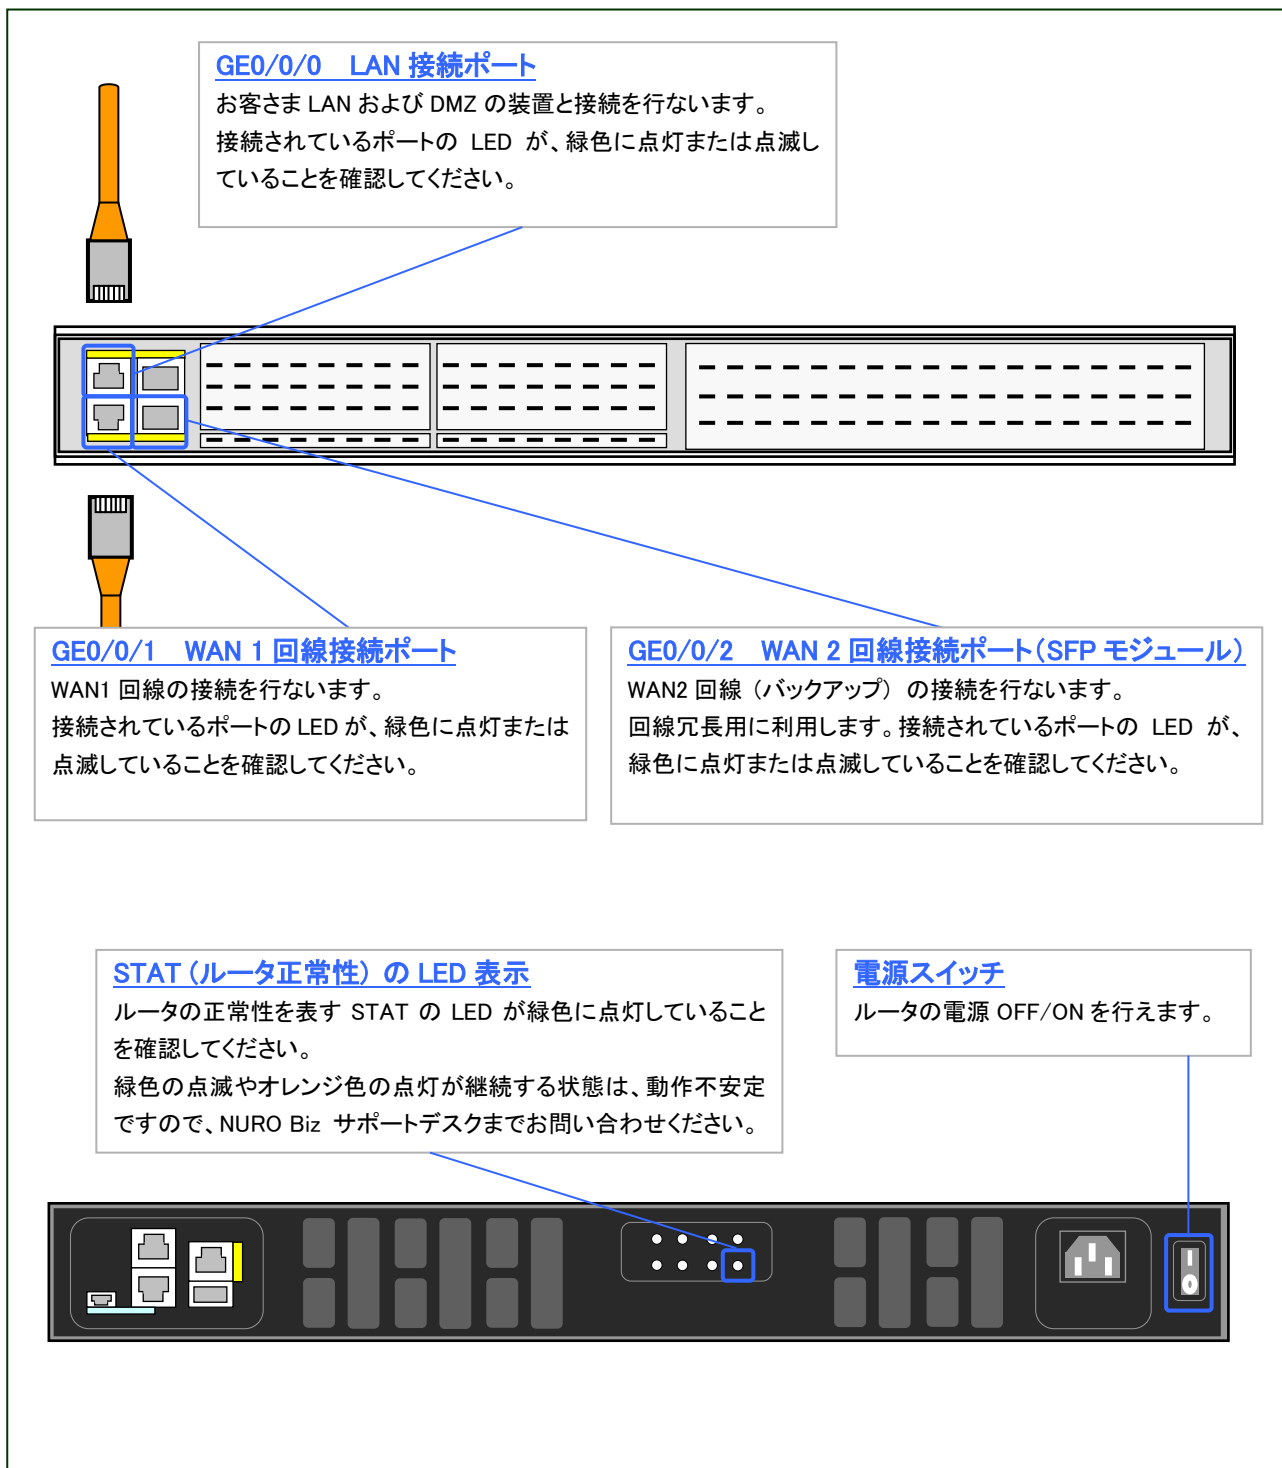 GE0/0/0　LAN 接続ポート
お客さま LAN および DMZ の装置と接続を行ないます。
接続されているポートの LED が、緑色に点灯または点滅し
ていることを確認してください。
GE0/0/1　WAN 1 回線接続ポート
WAN1 回線の接続を行ないます。
接続されているポートの LED が、緑色に点灯または
点滅していることを確認してください。
GE0/0/2　WAN 2 回線接続ポート（SFP モジュール）
WAN2 回線（バックアップ）の接続を行ないます。
回線冗長用に利用します。接続されているポートの LED が、
緑色に点灯または点滅していることを確認してください。
STAT（ルータ正常性）の LED 表示
ルータの正常性を表す STAT の LED が緑色に点灯していること
を確認してください。
緑色の点滅やオレンジ色の点灯が継続する状態は、動作不安定
ですので、NURO Biz サポートデスクまでお問い合わせください。
電源スイッチ
ルータの電源 OFF/ON を行えます。